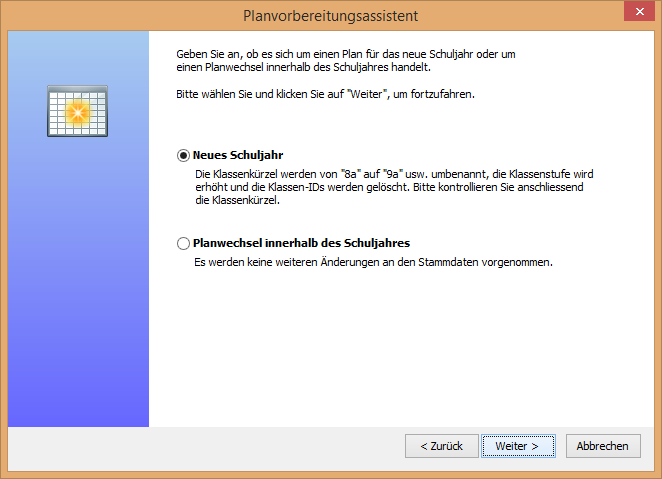 Planvorbereitungsassistent
Geben Sie an, ob es sich um einen Plan für das neue Schuljahr oder um
einen Planwechsel innerhalb des Schuljahres handelt.
Bitte wählen Sie und klicken Sie auf "Weiter", um fortzufahren.
Neues Schuljahr
Die Klassenkürzel werden von "8a" auf "9a" usw. umbenannt, die Klassenstufe wird
erhöht und die Klassen-IDs werden gelöscht. Bitte kontrollieren Sie anschliessend
die Klassenkürzel.
Planwechsel innerhalb des Schuljahres
Es werden keine weiteren Änderungen an den Stammdaten vorgenommen.
< Zurück
Weiter >
Abbrechen